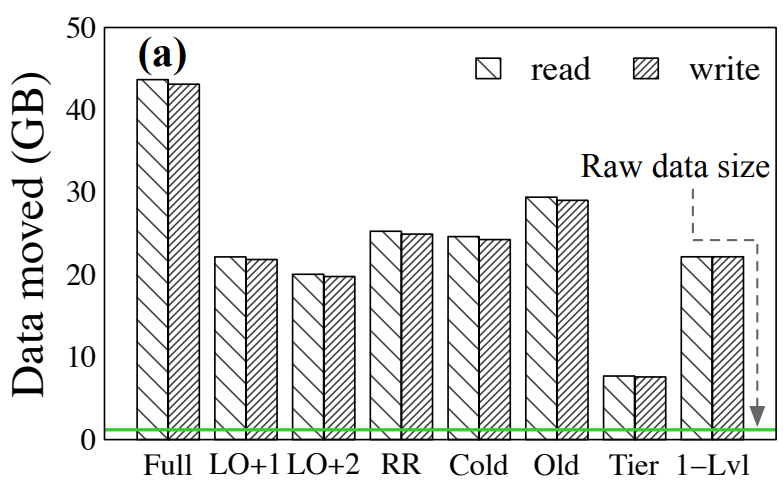 50
(a)
read
write
40
Data moved (GB)
30
Raw data size
20
10
0
Full LO+1 LO+2 RR Cold Old Tier 1–Lvl